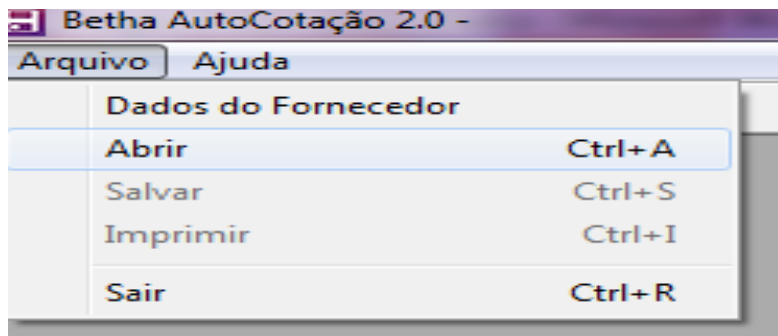 Betha AutoCotação 2.0 -
Arquivo Ajuda
Dados do Fornecedor
Abrir Ctrl+A
Salvar Ctrl+S
Imprimir Ctrl+I
Sair Ctrl+R